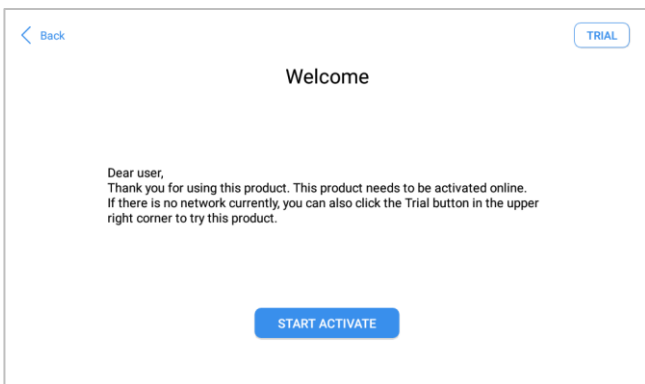 Back
TRIAL
Welcome
Dear user,
Thank you for using this product. This product needs to be activated online.
If there is no network currently, you can also click the Trial button in the upper
right corner to try this product.
START ACTIVATE